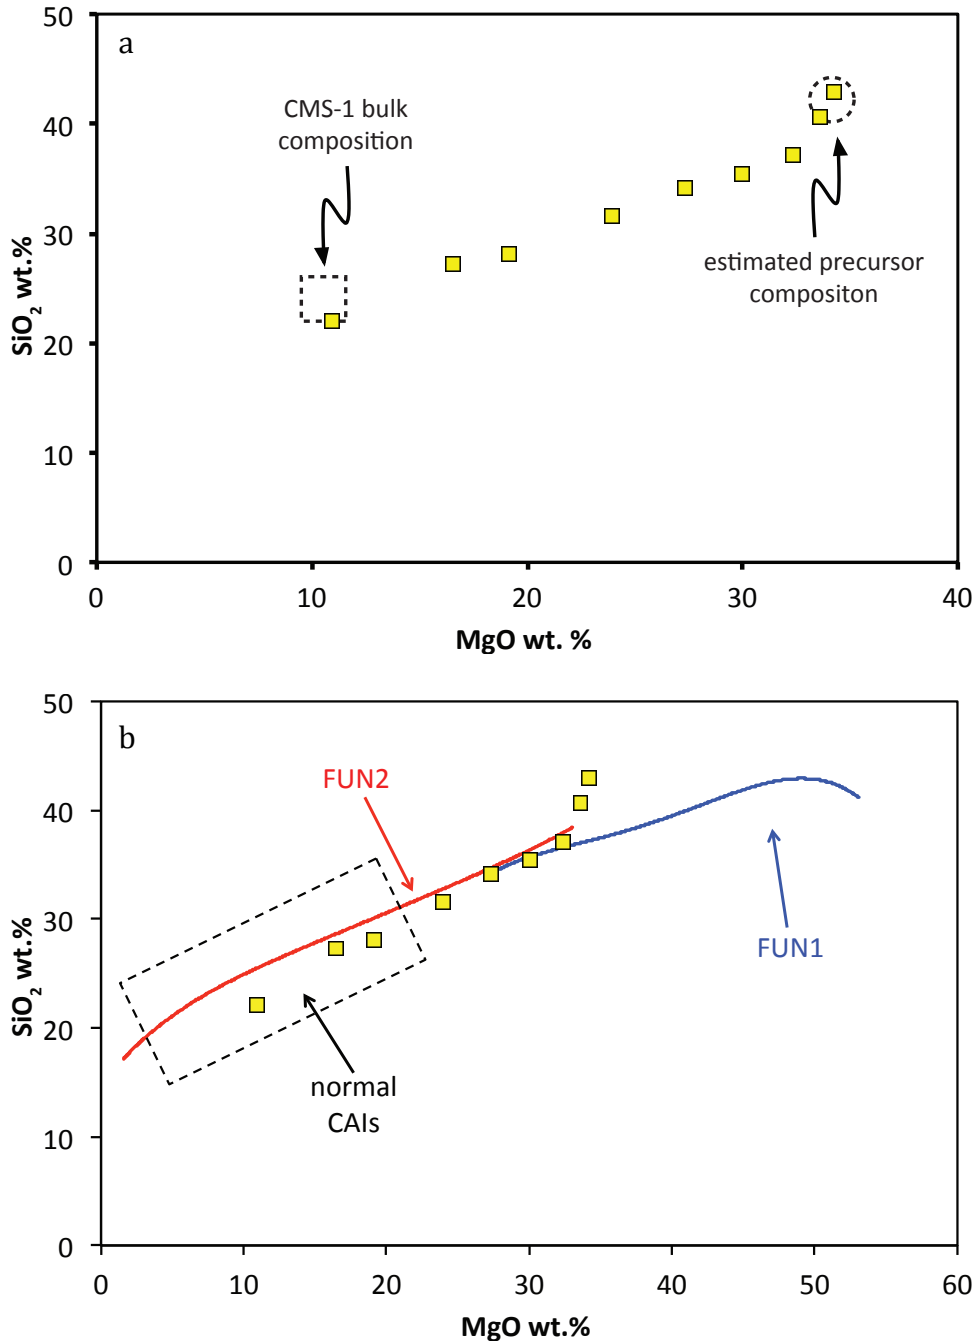 a
50
40
30
20
10
0
SiO₂ wt.%
CMS-1 bulk
composition
estimated precursor
compositon
0 10 20 30 40
MgO wt. %
b
50
40
30
20
10
0
SiO₂ wt.%
FUN2
FUN1
normal
CAIs
0 10 20 30 40 50 60
MgO wt.%